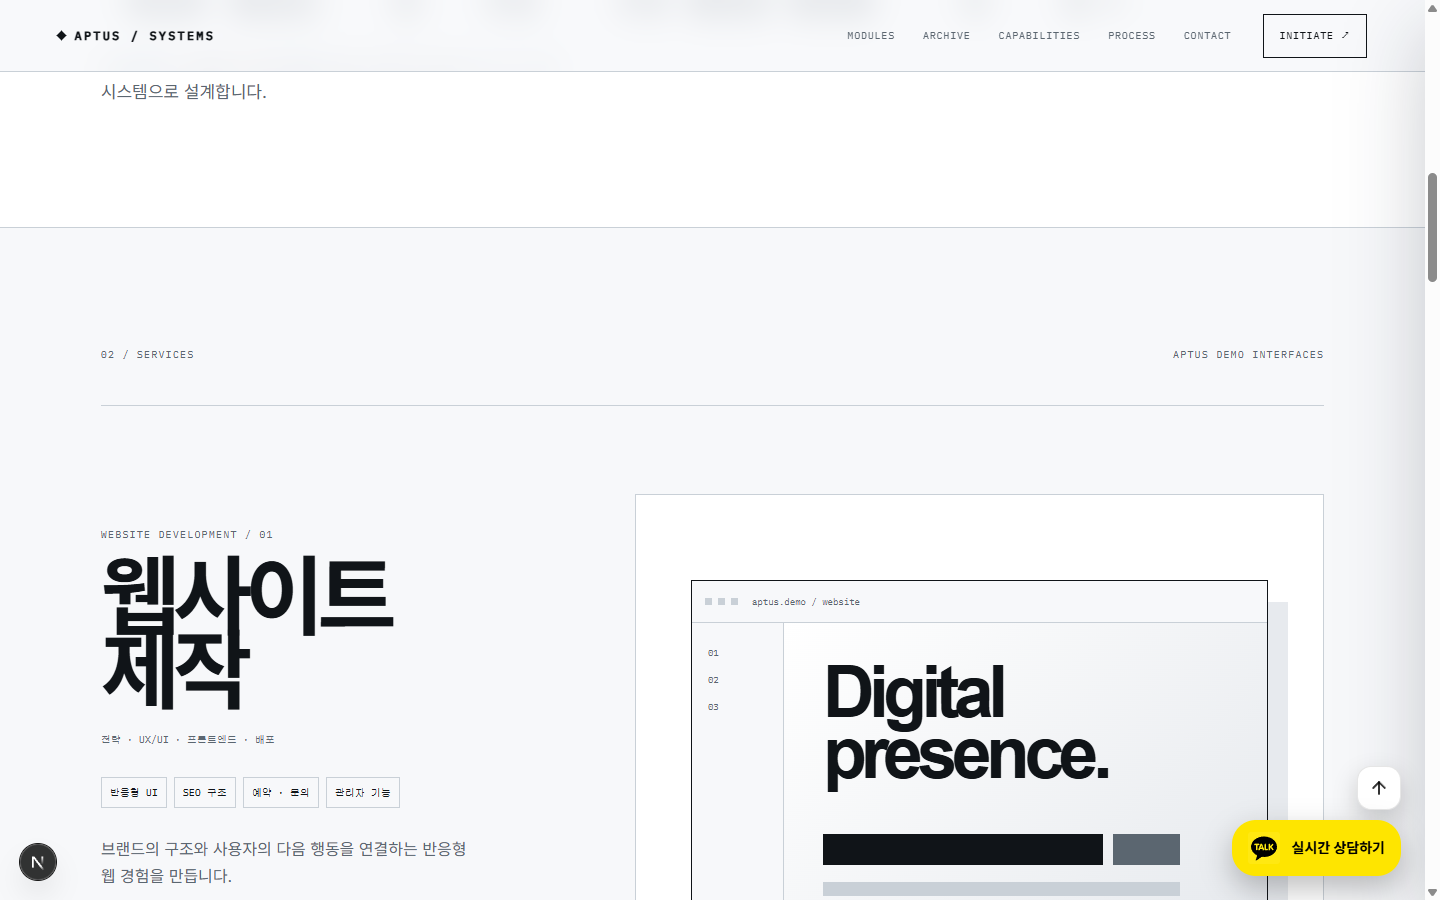 APTUS / SYSTEMS
MODULES
ARCHIVE
CAPABILITIES
PROCESS
CONTACT
INITIATE ↗
시스템으로 설계합니다.
02 / SERVICES
APTUS DEMO INTERFACES
WEBSITE DEVELOPMENT / 01
웹사이트
제작
전략 · UX/UI · 프론트엔드 · 배포
반응형 UI
SEO 구조
예약 · 문의
관리자 기능
브랜드의 구조와 사용자의 다음 행동을 연결하는 반응형
웹 경험을 만듭니다.
aptus.demo / website
01
02
03
Digital
presence.
TALK
실시간 상담하기
N